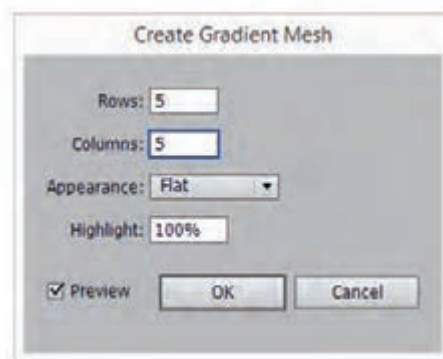 Create Gradient Mesh
Rows: 5
Columns: 5
Appearance: Flat
Highlight: 100%
Preview OK Cancel